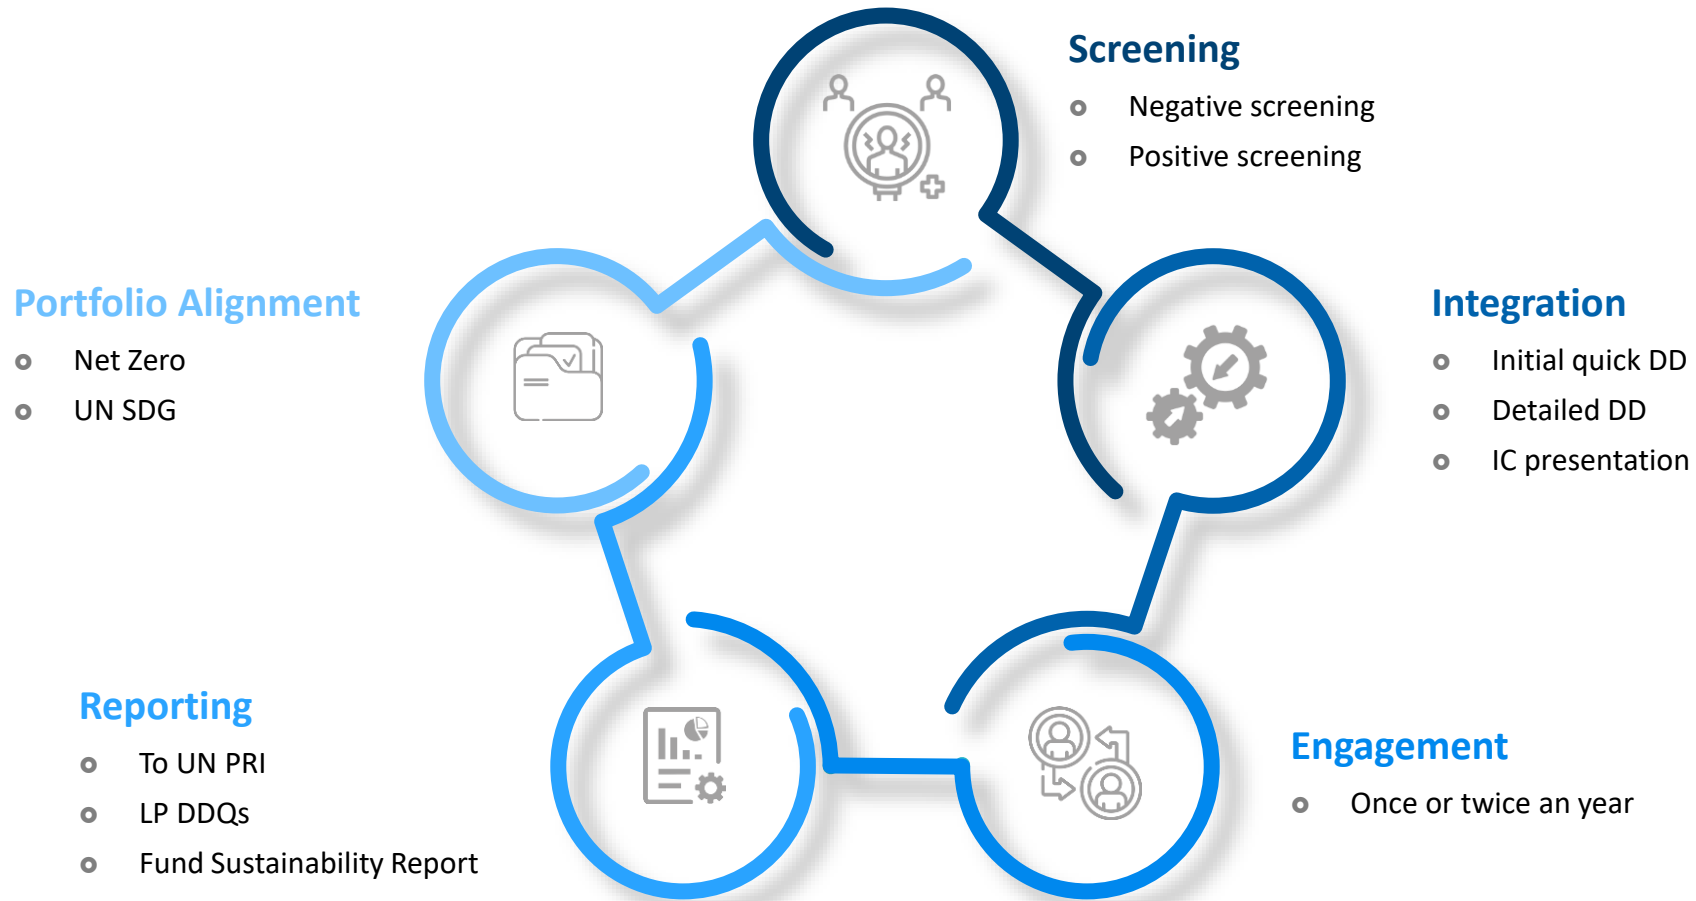 Screening
Negative screening
Positive screening
Integration
Initial quick DD
Detailed DD
IC presentation
Engagement
Once or twice an year
Reporting
To UN PRI
LP DDQs
Fund Sustainability Report
Portfolio Alignment
Net Zero
UN SDG